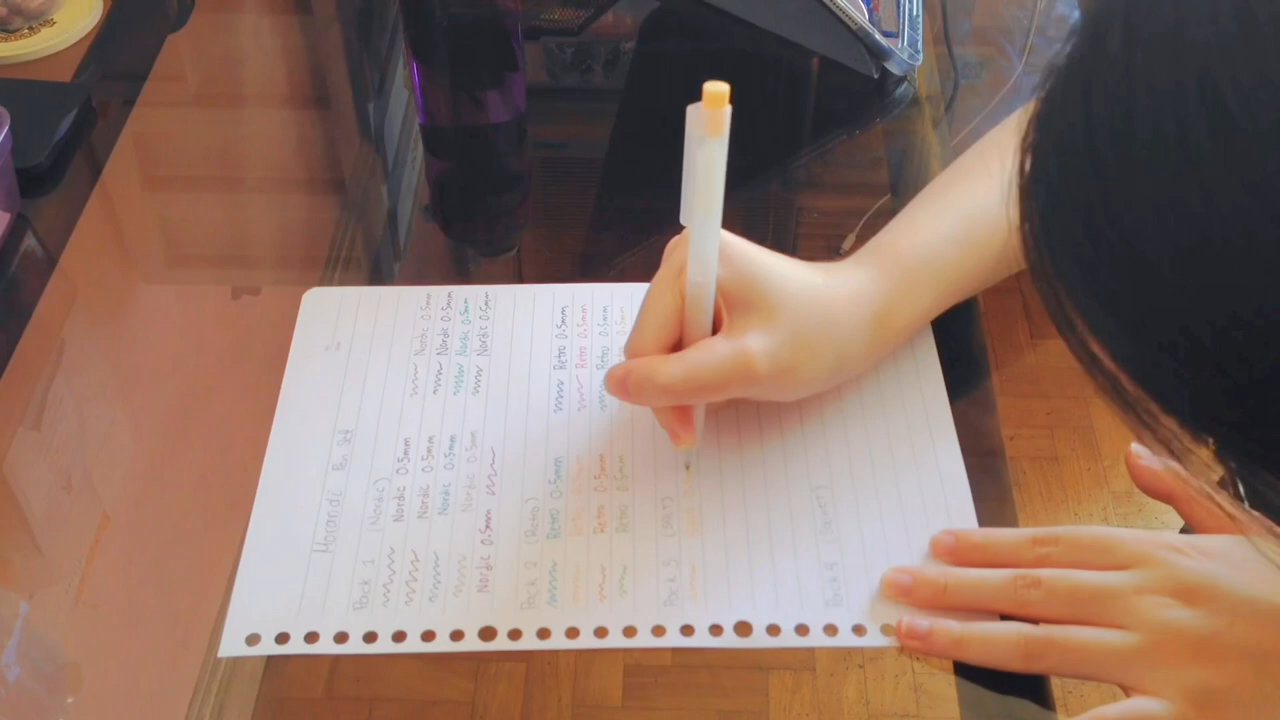 Morandi Pen Set
Pack 1 (Nordic)
Nordic 0.5mm Nordic 0.5mm
Nordic 0.5mm Nordic 0.5mm
Nordic 0.5mm Nordic 0.5mm
Nordic 0.5mm Nordic 0.5mm
Nordic 0.5mm
Pack 2 (Retro)
Retro 0.5mm Retro 0.5mm
Retro 0.5mm
Retro 0.5mm Retro 0.5mm
Retro 0.5mm 0.5mm
Pack 3
Pack 4